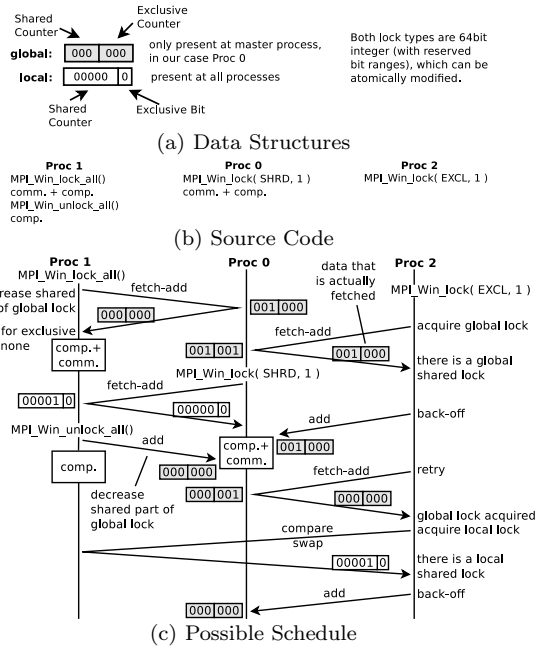 Shared
Counter
Exclusive
Counter
global: 000 000
only present at master process,
in our case Proc 0
local: 00000 0
present at all processes
Shared
Counter
Exclusive Bit
Both lock types are 64bit
integer (with reserved
bit ranges), which can be
atomically modified.
(a) Data Structures
Proc 1
MPI_Win_lock_all()
comm. + comp.
MPI_Win_unlock_all()
comp.
Proc 0
MPI_Win_lock( SHRD, 1 )
comm. + comp.
Proc 2
MPI_Win_lock( EXCL, 1 )
(b) Source Code
Proc 1
Proc 0
Proc 2
MPI_Win_lock_all()
data that
is actually
fetched
MPI_Win_lock( EXCL, 1 )
fetch-add
rease shared
of global lock
000 000
001 000
for exclusive
none
fetch-add
acquire global lock
comp.+
comm.
001 001
001 000
there is a global
shared lock
fetch-add
MPI_Win_lock( SHRD, 1 )
00001 0
00000 0
add
back-off
MPI_Win_unlock_all()
add
comp.+
comm.
001 000
comp.
000 000
fetch-add
retry
decrease
shared part of
global lock
000 001
000 000
global lock acquired
acquire local lock
compare
swap
00001 0
there is a local
shared lock
add
back-off
000 000
(c) Possible Schedule